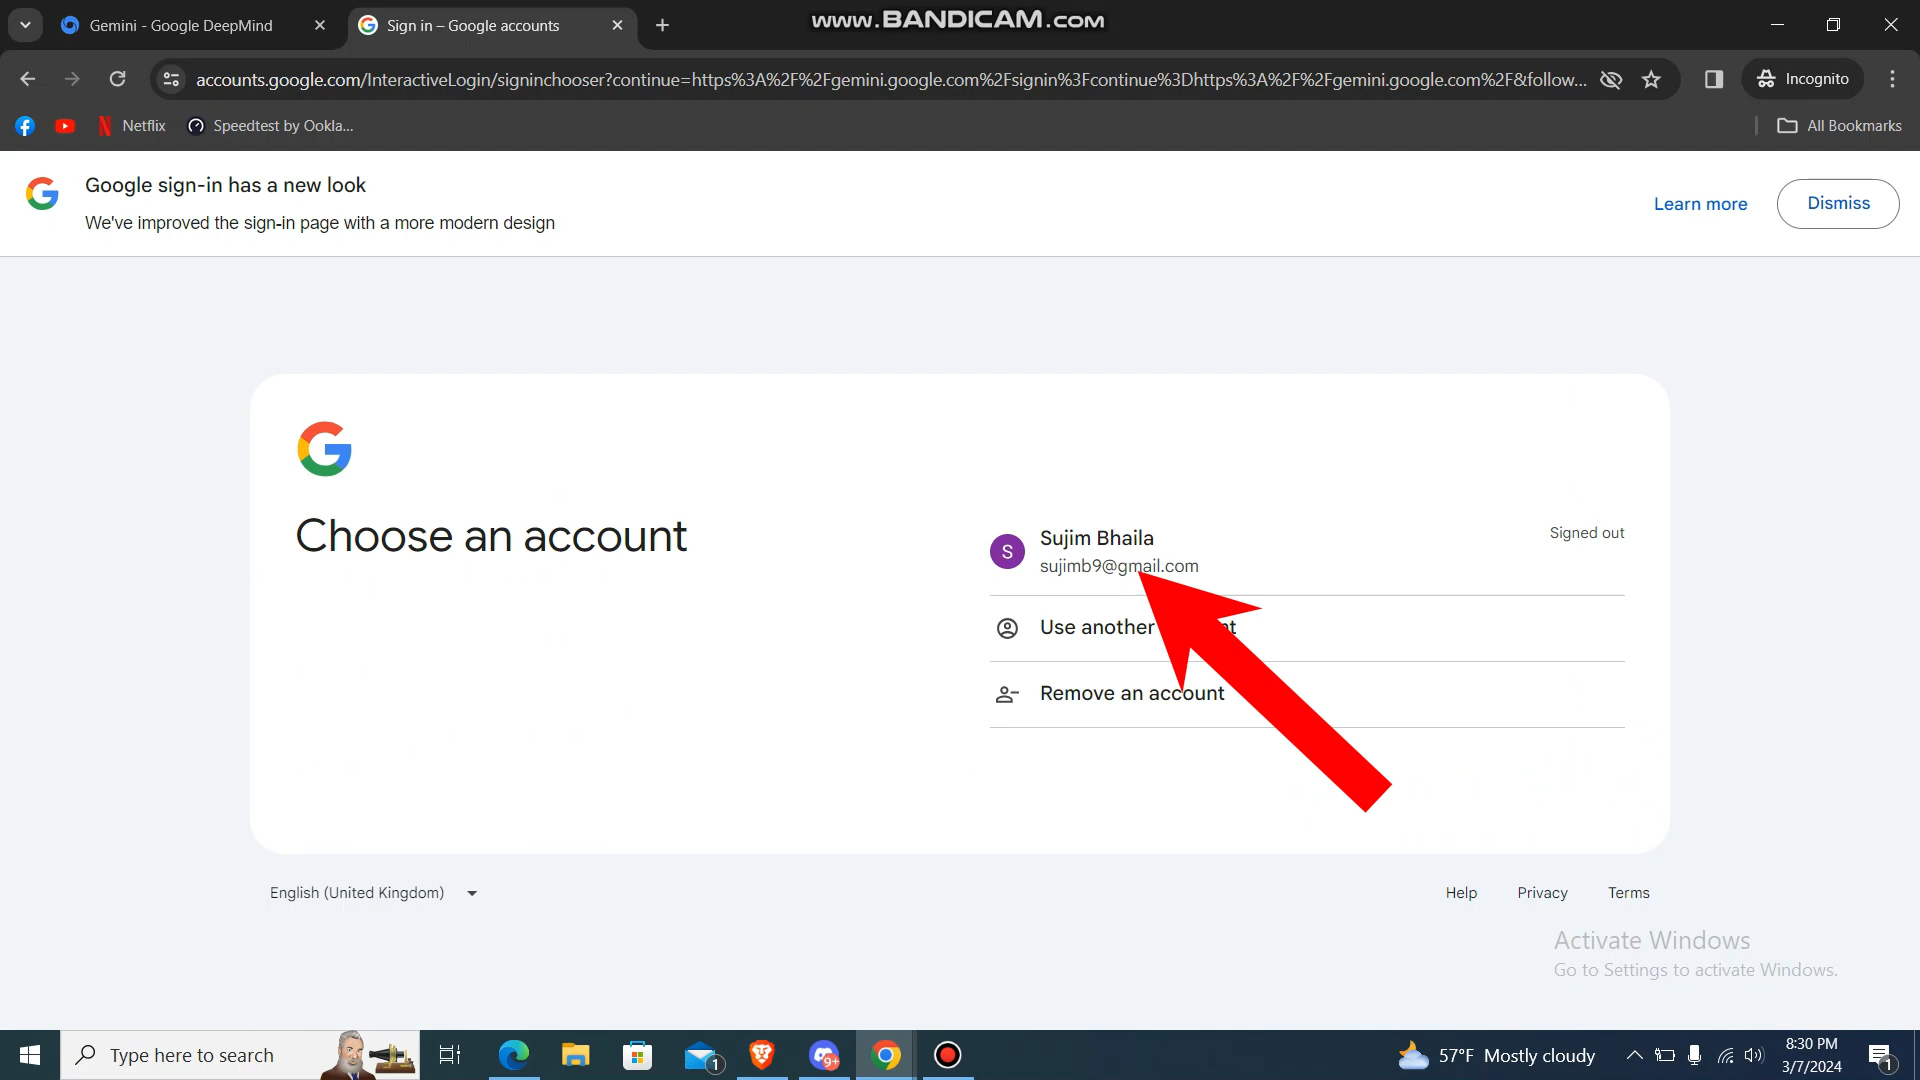 Gemini - Google DeepMind
Sign in – Google accounts
www.BANDICAM.com
accounts.google.com/InteractiveLogin/signinchooser?continue=https%3A%2F%2Fgemini.google.com%2Fsignin%3Fcontinue%3Dhttps%3A%2F%2Fgemini.google.com%2F&follow...
Incognito
Netflix
Speedtest by Ookla...
All Bookmarks
Google sign-in has a new look
We've improved the sign-in page with a more modern design
Learn more
Dismiss
Choose an account
S
Sujim Bhaila
Signed out
sujimb9@gmail.com
Use another
Remove an account
English (United Kingdom)
Help
Privacy
Terms
Activate Windows
Go to Settings to activate Windows.
Type here to search
1
9+
57°F Mostly cloudy
8:30 PM
3/7/2024
1